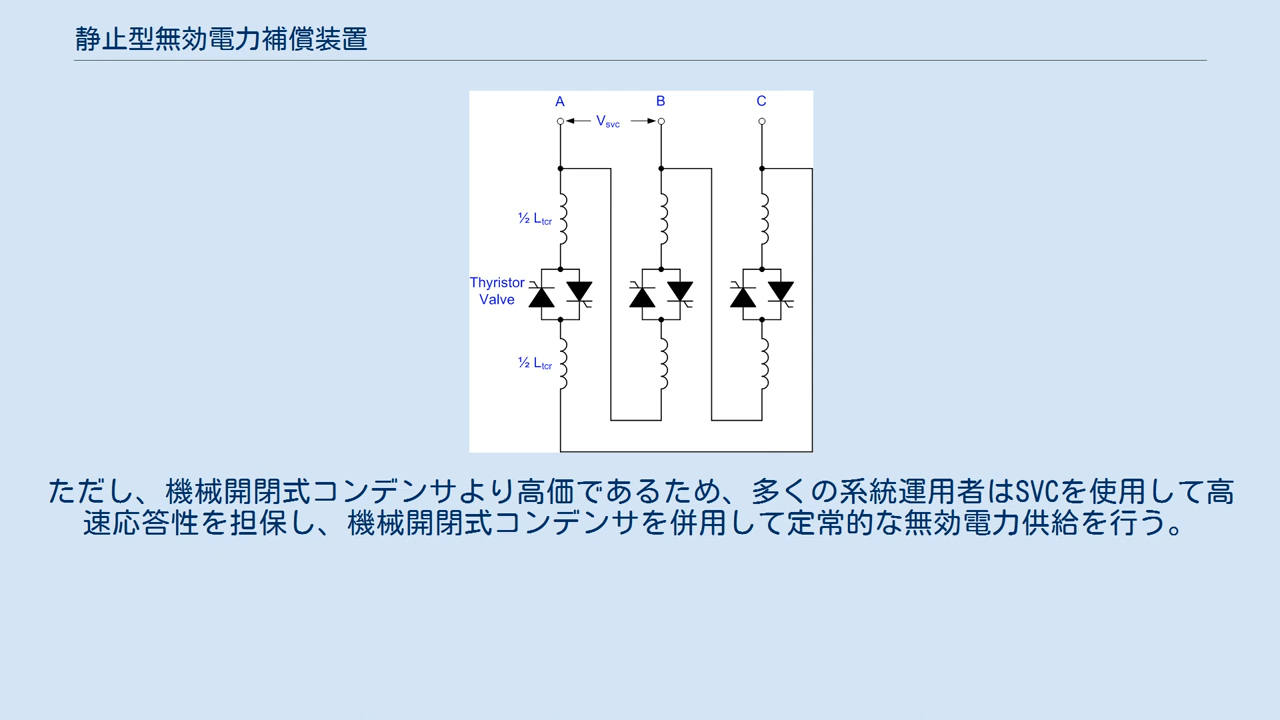 静止型無効電力補償装置
A B C
Vsvc
½ Ltcr
Thyristor
Valve
½ Ltcr
ただし、機械開閉式コンデンサより高価であるため、多くの系統運用者はSVCを使用して高
速応答性を担保し、機械開閉式コンデンサを併用して定常的な無効電力供給を行う。